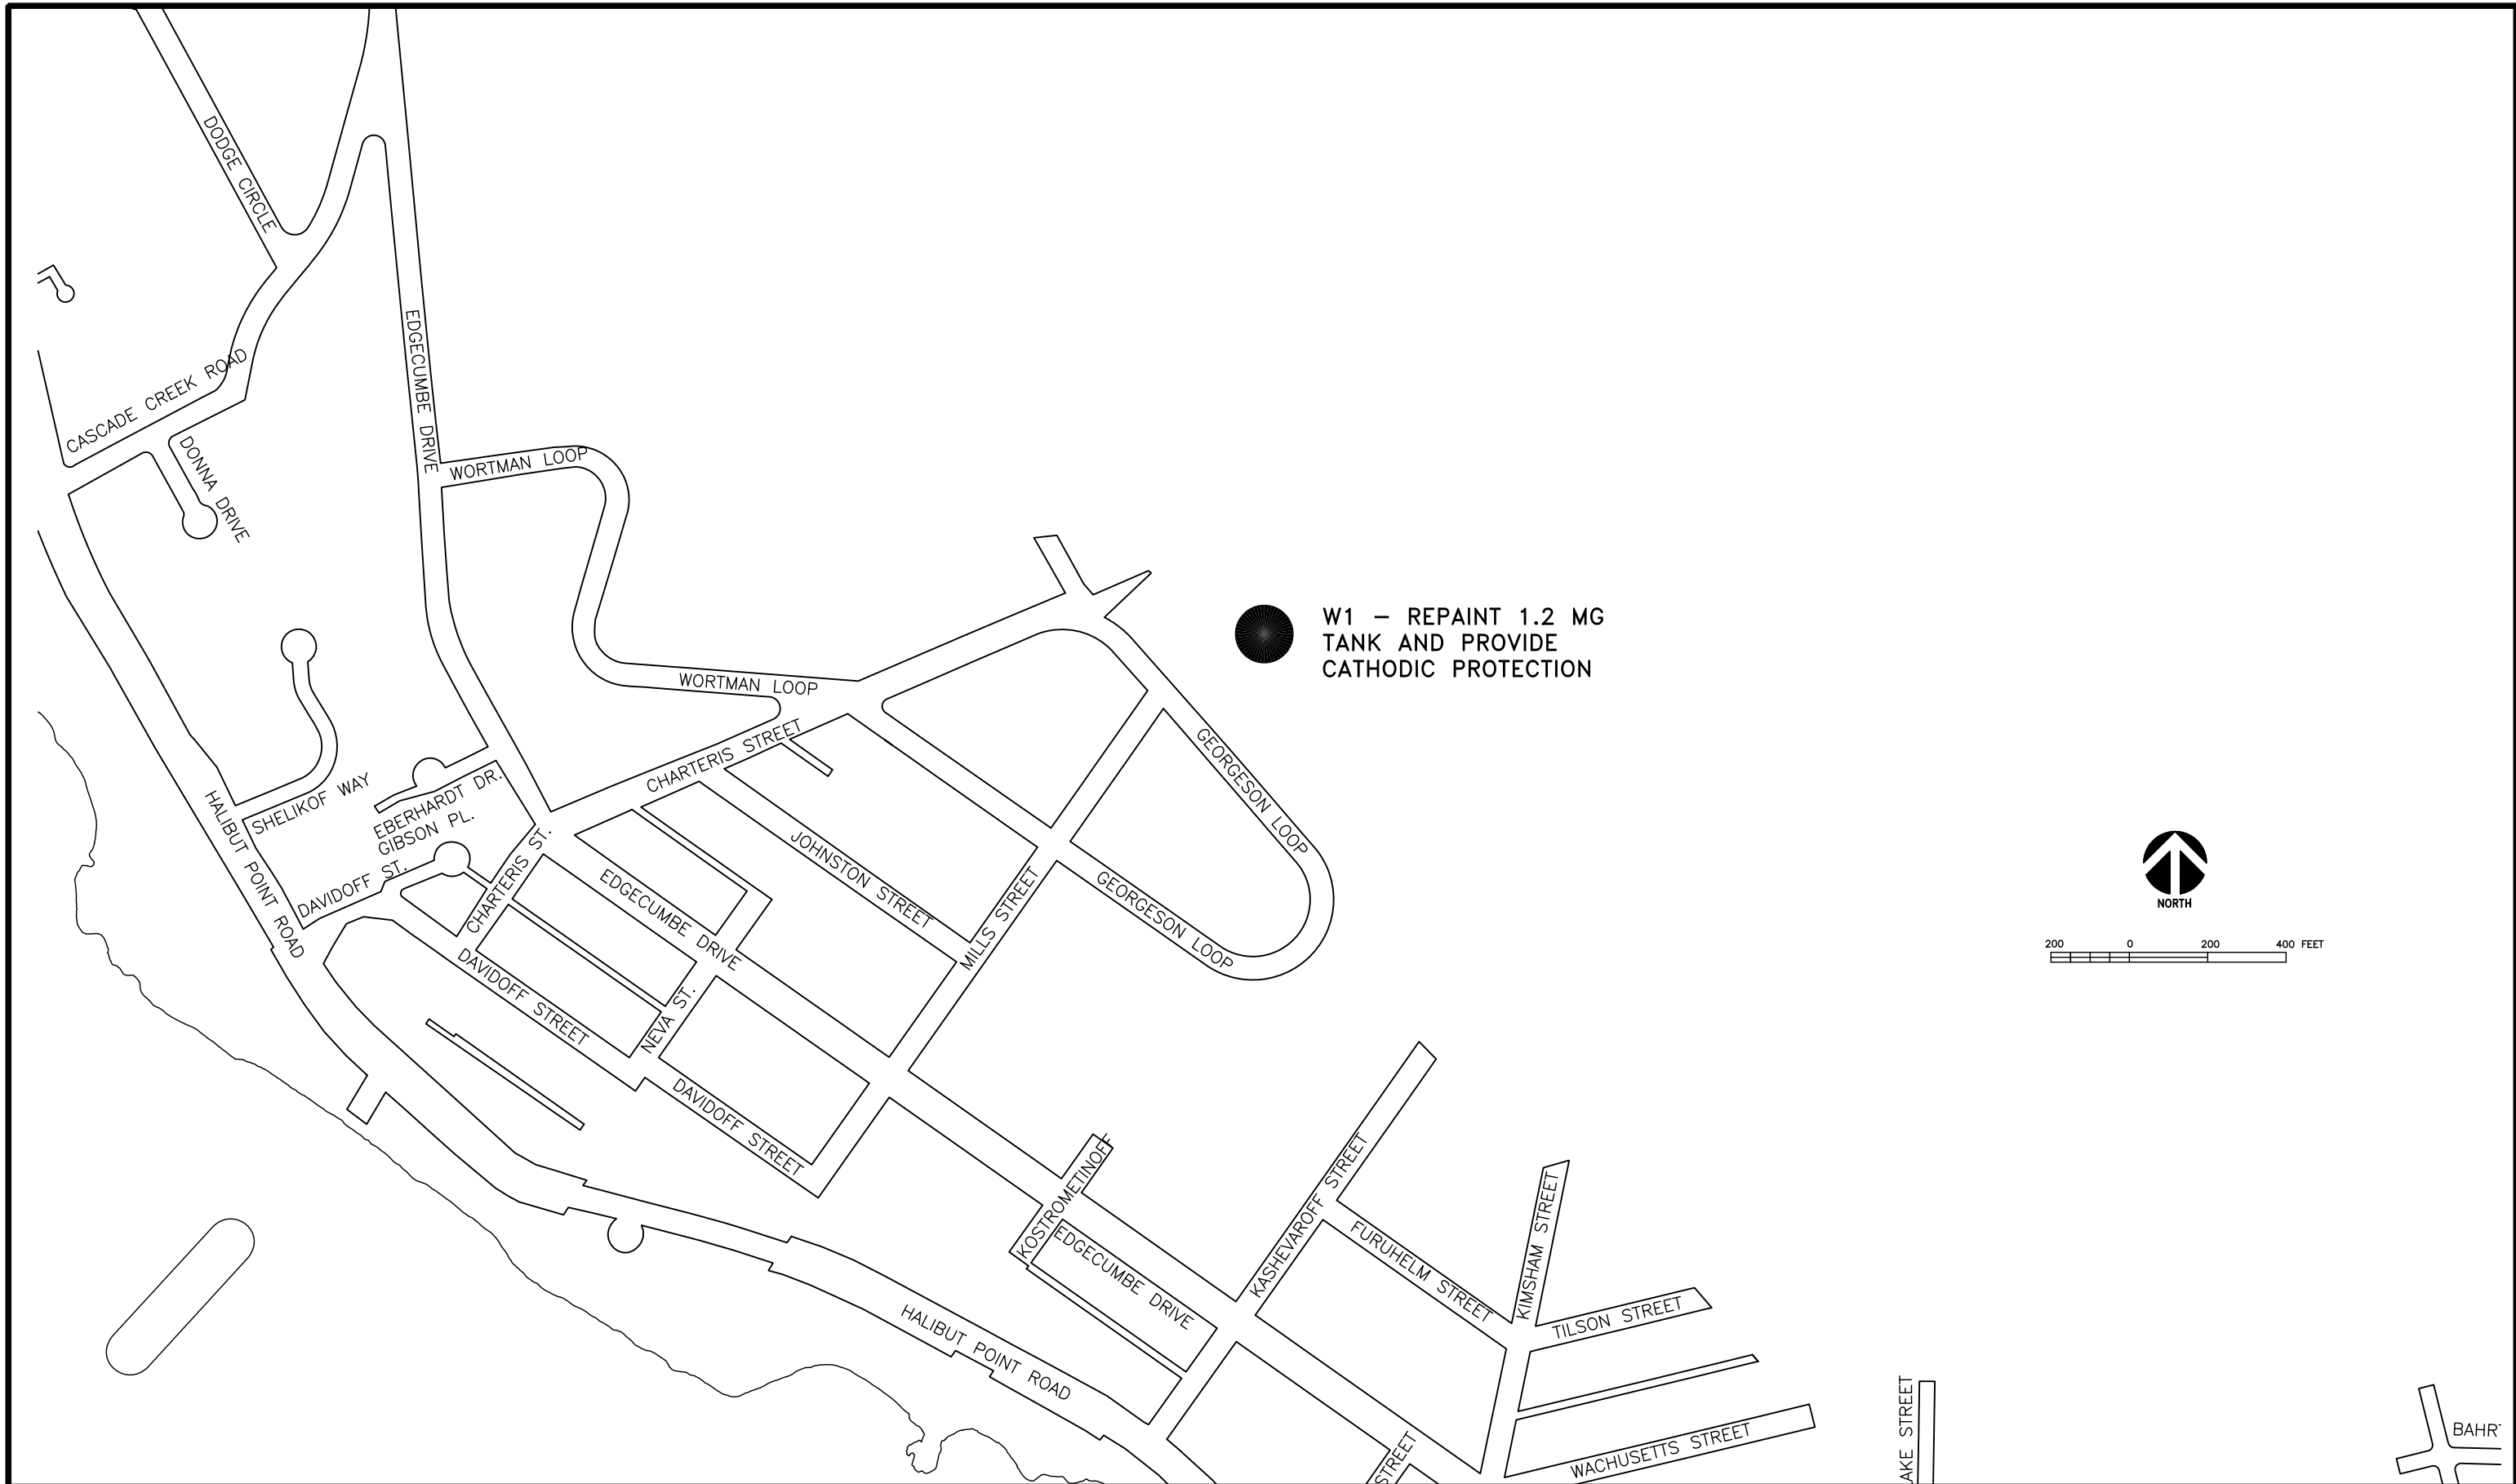 DODGE CIRCLE
EDGECUMBE DRIVE
CASCADE CREEK ROAD
DONNA DRIVE
WORTMAN LOOP
W1 – REPAINT 1.2 MG
TANK AND PROVIDE
CATHODIC PROTECTION
WORTMAN LOOP
CHARTERIS STREET
GEORGESON LOOP
SHELIKOF WAY
EBERHARDT DR.
GIBSON PL.
HALIBUT POINT ROAD
DAVIDOFF ST.
CHARTERIS ST.
JOHNSTON STREET
EDGECUMBE DRIVE
MILLS STREET
GEORGESON LOOP
NORTH
200 0 200 400 FEET
DAVIDOFF STREET
NEVA ST.
DAVIDOFF STREET
KOSTROMETINOFF
KASHEVAROFF STREET
EDGECUMBE DRIVE
FURUHELM STREET
KIMSHAM STREET
TILSON STREET
HALIBUT POINT ROAD
WACHUSETTS STREET
STREET
AKE STREET
BAHR